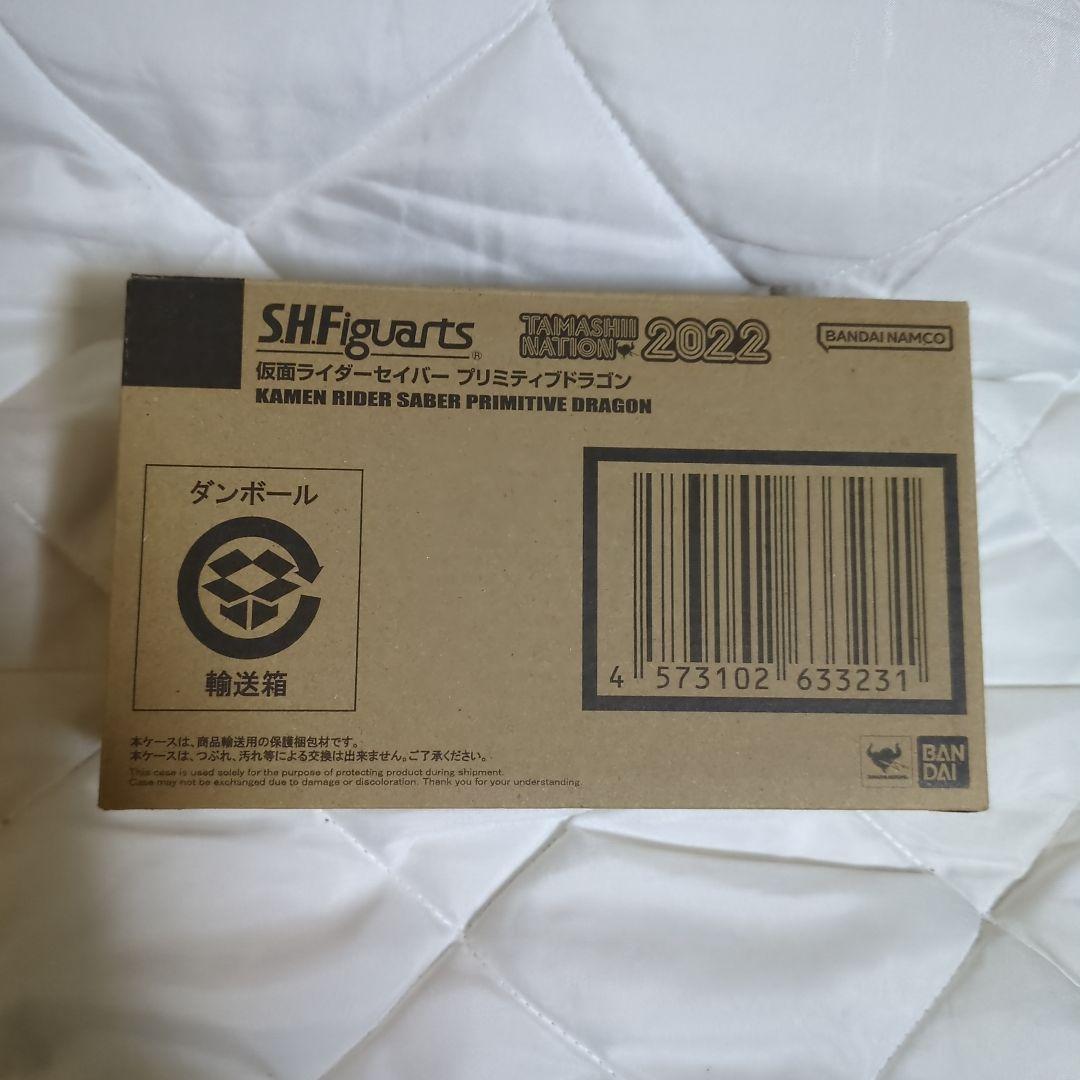 S.H.Figuarts®
TAMASHII NATION 2022
BANDAI NAMCO
仮面ライダーセイバー プリミティブドラゴン
KAMEN RIDER SABER PRIMITIVE DRAGON
ダンボール
輸送箱
4 573102 633231
本ケースは、商品輸送用の保護梱包材です。
本ケースは、つぶれ、汚れ等による交換は出来ません。ご了承ください。
This case is used solely for the purpose of protecting product during shipment.
Case may not be exchanged due to damage or discoloration. Thank you for your understanding.
BAN
DAI